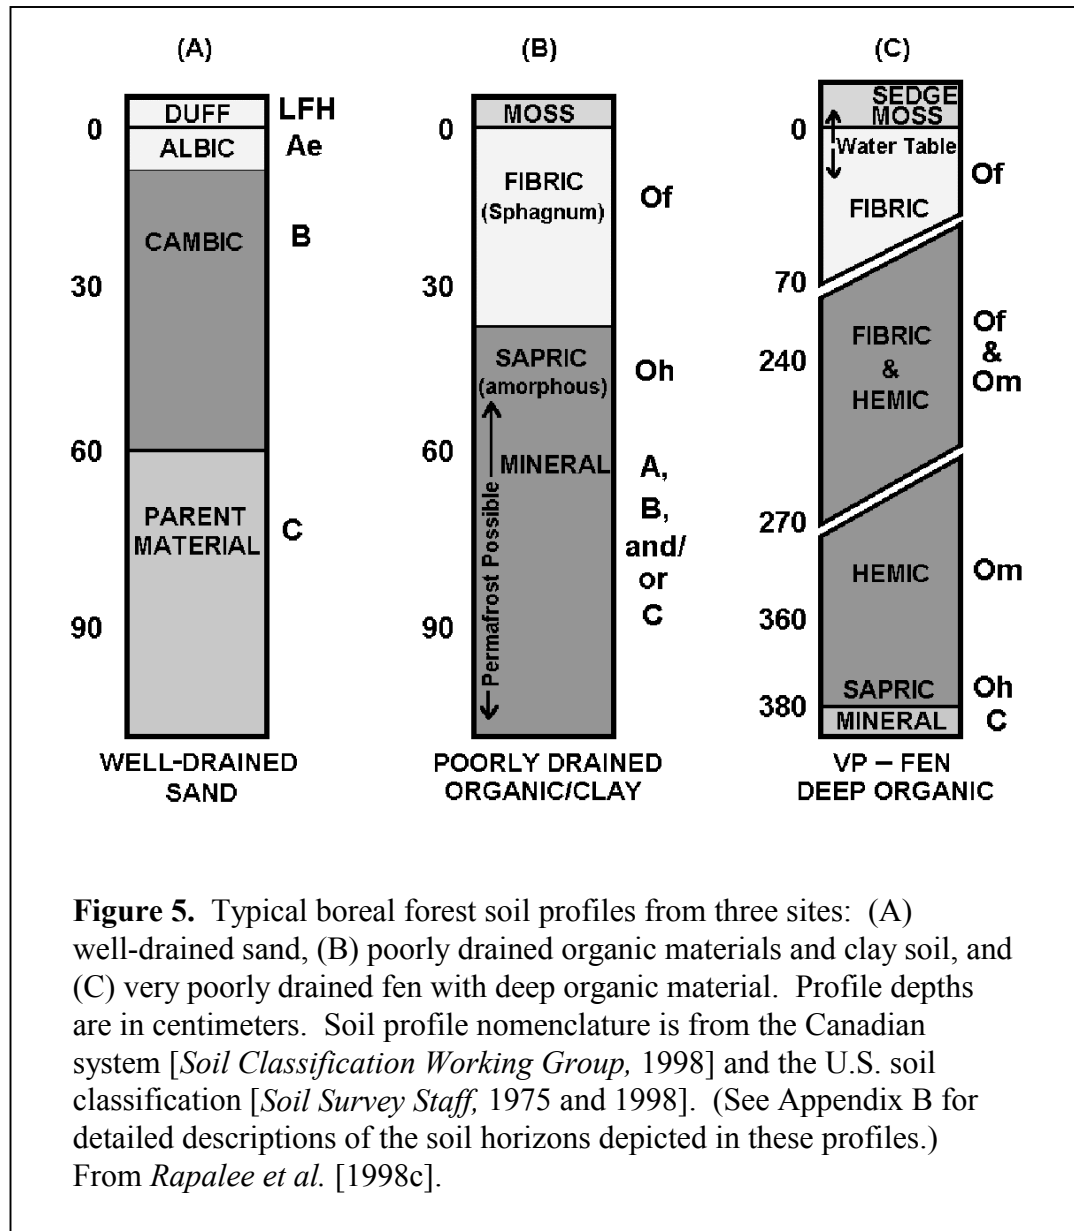 (A)
DUFF
LFH
0
ALBIC
Ae
CAMBIC
B
30
60
PARENT
MATERIAL
C
90
WELL-DRAINED
SAND
(B)
MOSS
0
FIBRIC
(Sphagnum)
Of
30
SAPRIC
(amorphous)
Oh
60
MINERAL
A,
B,
and/
or
C
Permafrost Possible
90
POORLY DRAINED
ORGANIC/CLAY
(C)
SEDGE
MOSS
0
Water Table
Of
FIBRIC
70
FIBRIC
&
HEMIC
Of
&
Om
240
270
HEMIC
Om
360
SAPRIC
Oh
380
MINERAL
C
VP – FEN
DEEP ORGANIC
Figure 5. Typical boreal forest soil profiles from three sites: (A)
well-drained sand, (B) poorly drained organic materials and clay soil, and
(C) very poorly drained fen with deep organic material. Profile depths
are in centimeters. Soil profile nomenclature is from the Canadian
system [Soil Classification Working Group, 1998] and the U.S. soil
classification [Soil Survey Staff, 1975 and 1998]. (See Appendix B for
detailed descriptions of the soil horizons depicted in these profiles.)
From Rapalee et al. [1998c].